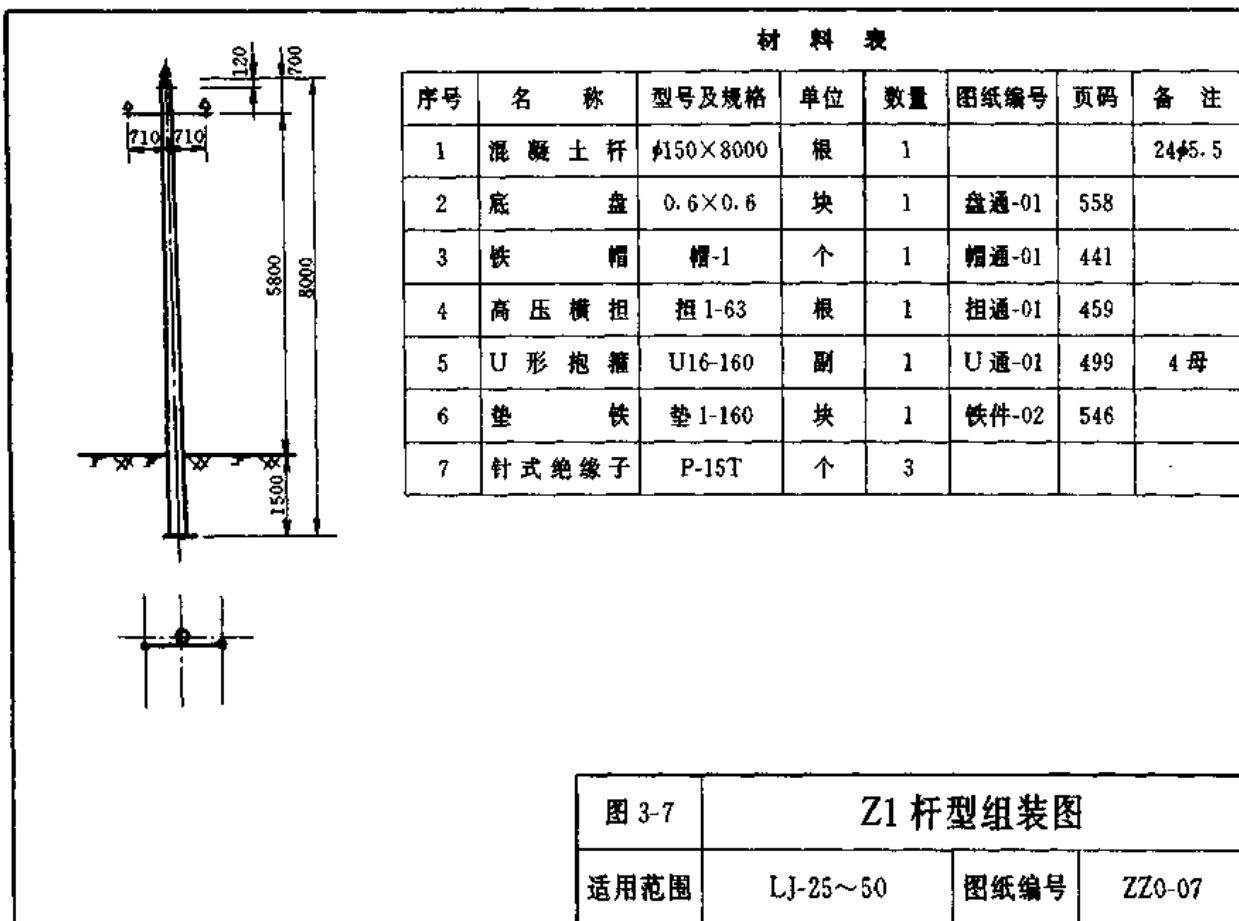 材 料 表
序号 名 称 型号及规格 单位 数量 图纸编号 页码 备 注
1 混凝土杆 ϕ150×8000 根 1 24ϕ5.5
2 底 盘 0.6×0.6 块 1 盘通-01 558
3 铁 帽 帽-1 个 1 帽通-01 441
4 高压横担 担1-63 根 1 担通-01 459
5 U形抱箍 U16-160 副 1 U通-01 499 4母
6 垫 铁 垫1-160 块 1 铁件-02 546
7 针式绝缘子 P-15T 个 3
120
700
710 710
5800
8000
1500
图 3-7 Z1 杆型组装图
适用范围 LJ-25～50 图纸编号 ZZ0-07